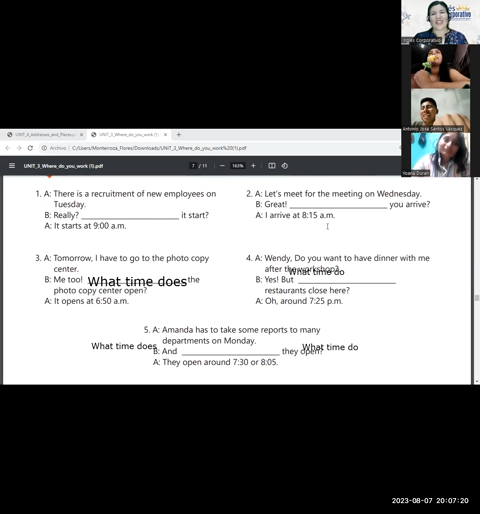 Inglés Corporativo
Antonio José Santos Vásquez
Yoana Duran
UNIT_3_Where_do_you_work (1).p
Archivo
C:/Users/Monterroza_Flores/Downloads/UNIT_3_Where_do_you_work%20(1).pdf
UNIT_3_Where_do_you_work (1).pdf
7 / 11
163%
1. A: There is a recruitment of new employees on
Tuesday.
B: Really? ______________________ it start?
A: It starts at 9:00 a.m.
2. A: Let's meet for the meeting on Wednesday.
B: Great! ______________________ you arrive?
A: I arrive at 8:15 a.m.
3. A: Tomorrow, I have to go to the photo copy
center.
B: Me too! What time does the
photo copy center open?
A: It opens at 6:50 a.m.
4. A: Wendy, Do you want to have dinner with me
after the workshop?
What time do
B: Yes! But ______________________
restaurants close here?
A: Oh, around 7:25 p.m.
5. A: Amanda has to take some reports to many
departments on Monday.
What time does
B: And ______________________ they open?
What time do
A: They open around 7:30 or 8:05.
2023-08-07 20:07:20